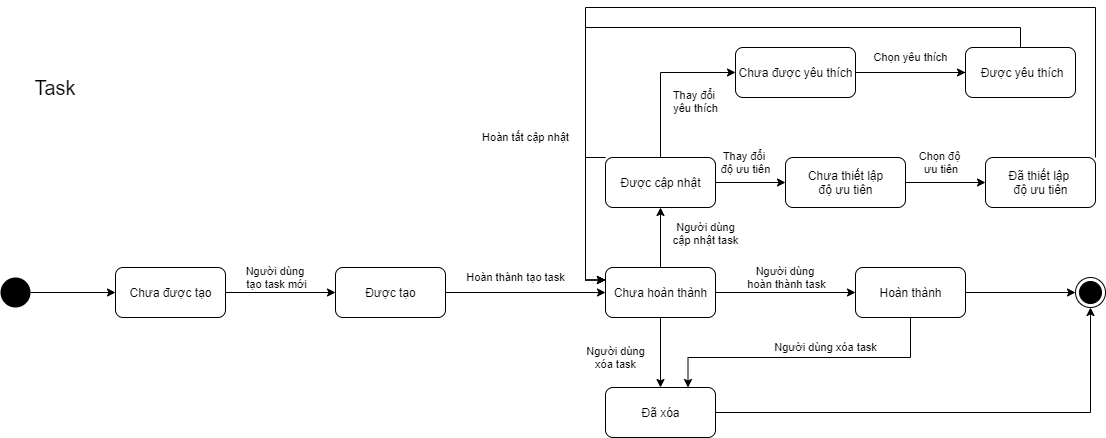 Task
Chưa được yêu thích
Chọn yêu thích
Được yêu thích
Thay đổi
yêu thích
Hoàn tất cập nhật
Được cập nhật
Thay đổi
độ ưu tiên
Chưa thiết lập
độ ưu tiên
Chọn độ
ưu tiên
Đã thiết lập
độ ưu tiên
Người dùng
cập nhật task
Chưa được tạo
Người dùng
tạo task mới
Được tạo
Hoàn thành tạo task
Chưa hoàn thành
Người dùng
hoàn thành task
Hoàn thành
Người dùng
xóa task
Người dùng xóa task
Đã xóa